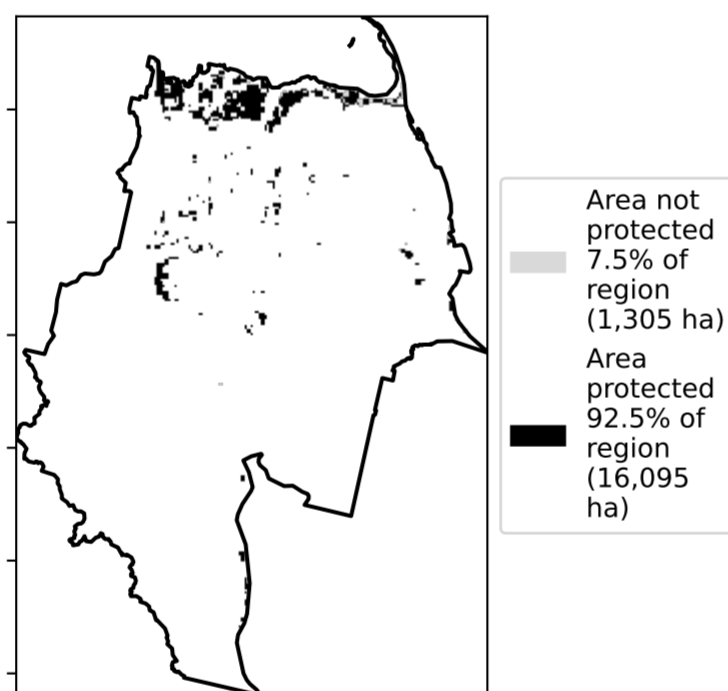 Area not
protected
7.5% of
region
(1,305 ha)
Area
protected
92.5% of
region
(16,095
ha)